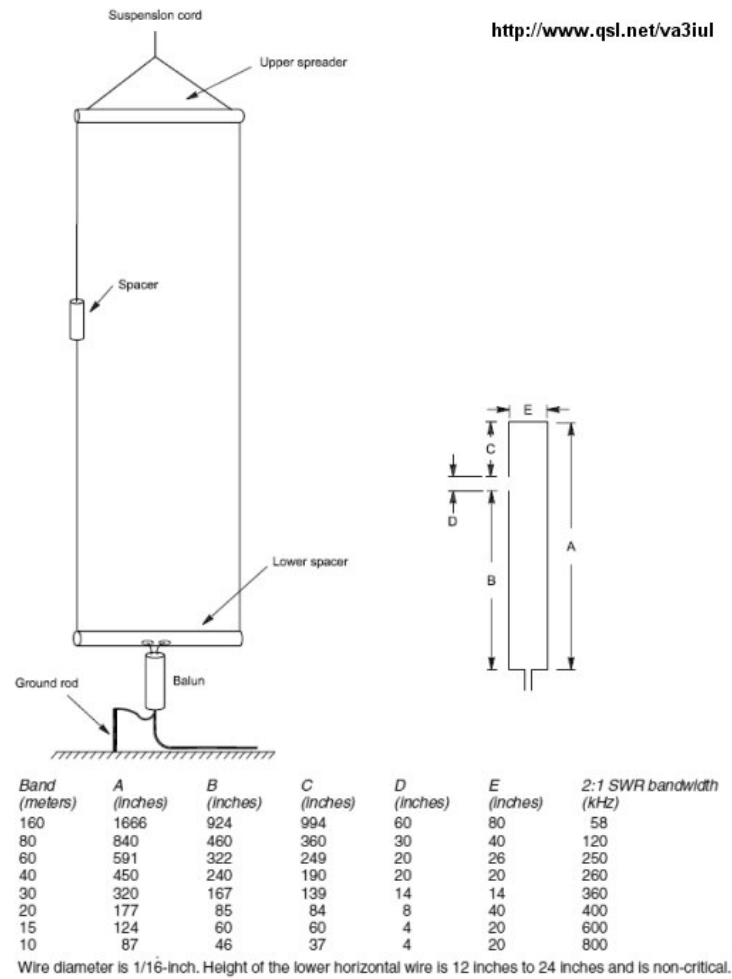 Suspension cord
http://www.qsl.net/va3iul
Upper spreader
Spacer
E
C
D
A
B
Lower spacer
Ground rod
Balun
Band A B C D E 2:1 SWR bandwidth
(meters) (inches) (inches) (inches) (inches) (inches) (kHz)
160 1666 924 994 60 80 58
80 840 460 360 30 40 120
60 591 322 249 20 26 250
40 450 240 190 20 20 260
30 320 167 139 14 14 360
20 177 85 84 8 40 400
15 124 60 60 4 20 600
10 87 46 37 4 20 800
Wire diameter is 1/16-inch. Height of the lower horizontal wire is 12 inches to 24 inches and is non-critical.